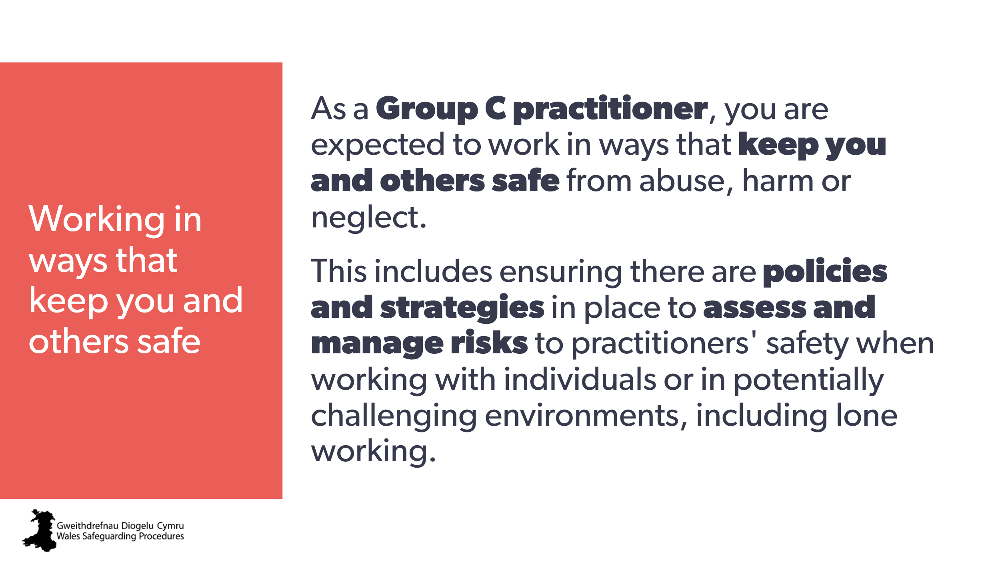 Working in
ways that
keep you and
others safe
As a Group C practitioner, you are
expected to work in ways that keep you
and others safe from abuse, harm or
neglect.
This includes ensuring there are policies
and strategies in place to assess and
manage risks to practitioners' safety when
working with individuals or in potentially
challenging environments, including lone
working.
Gweithdrefnau Diogelu Cymru
Wales Safeguarding Procedures